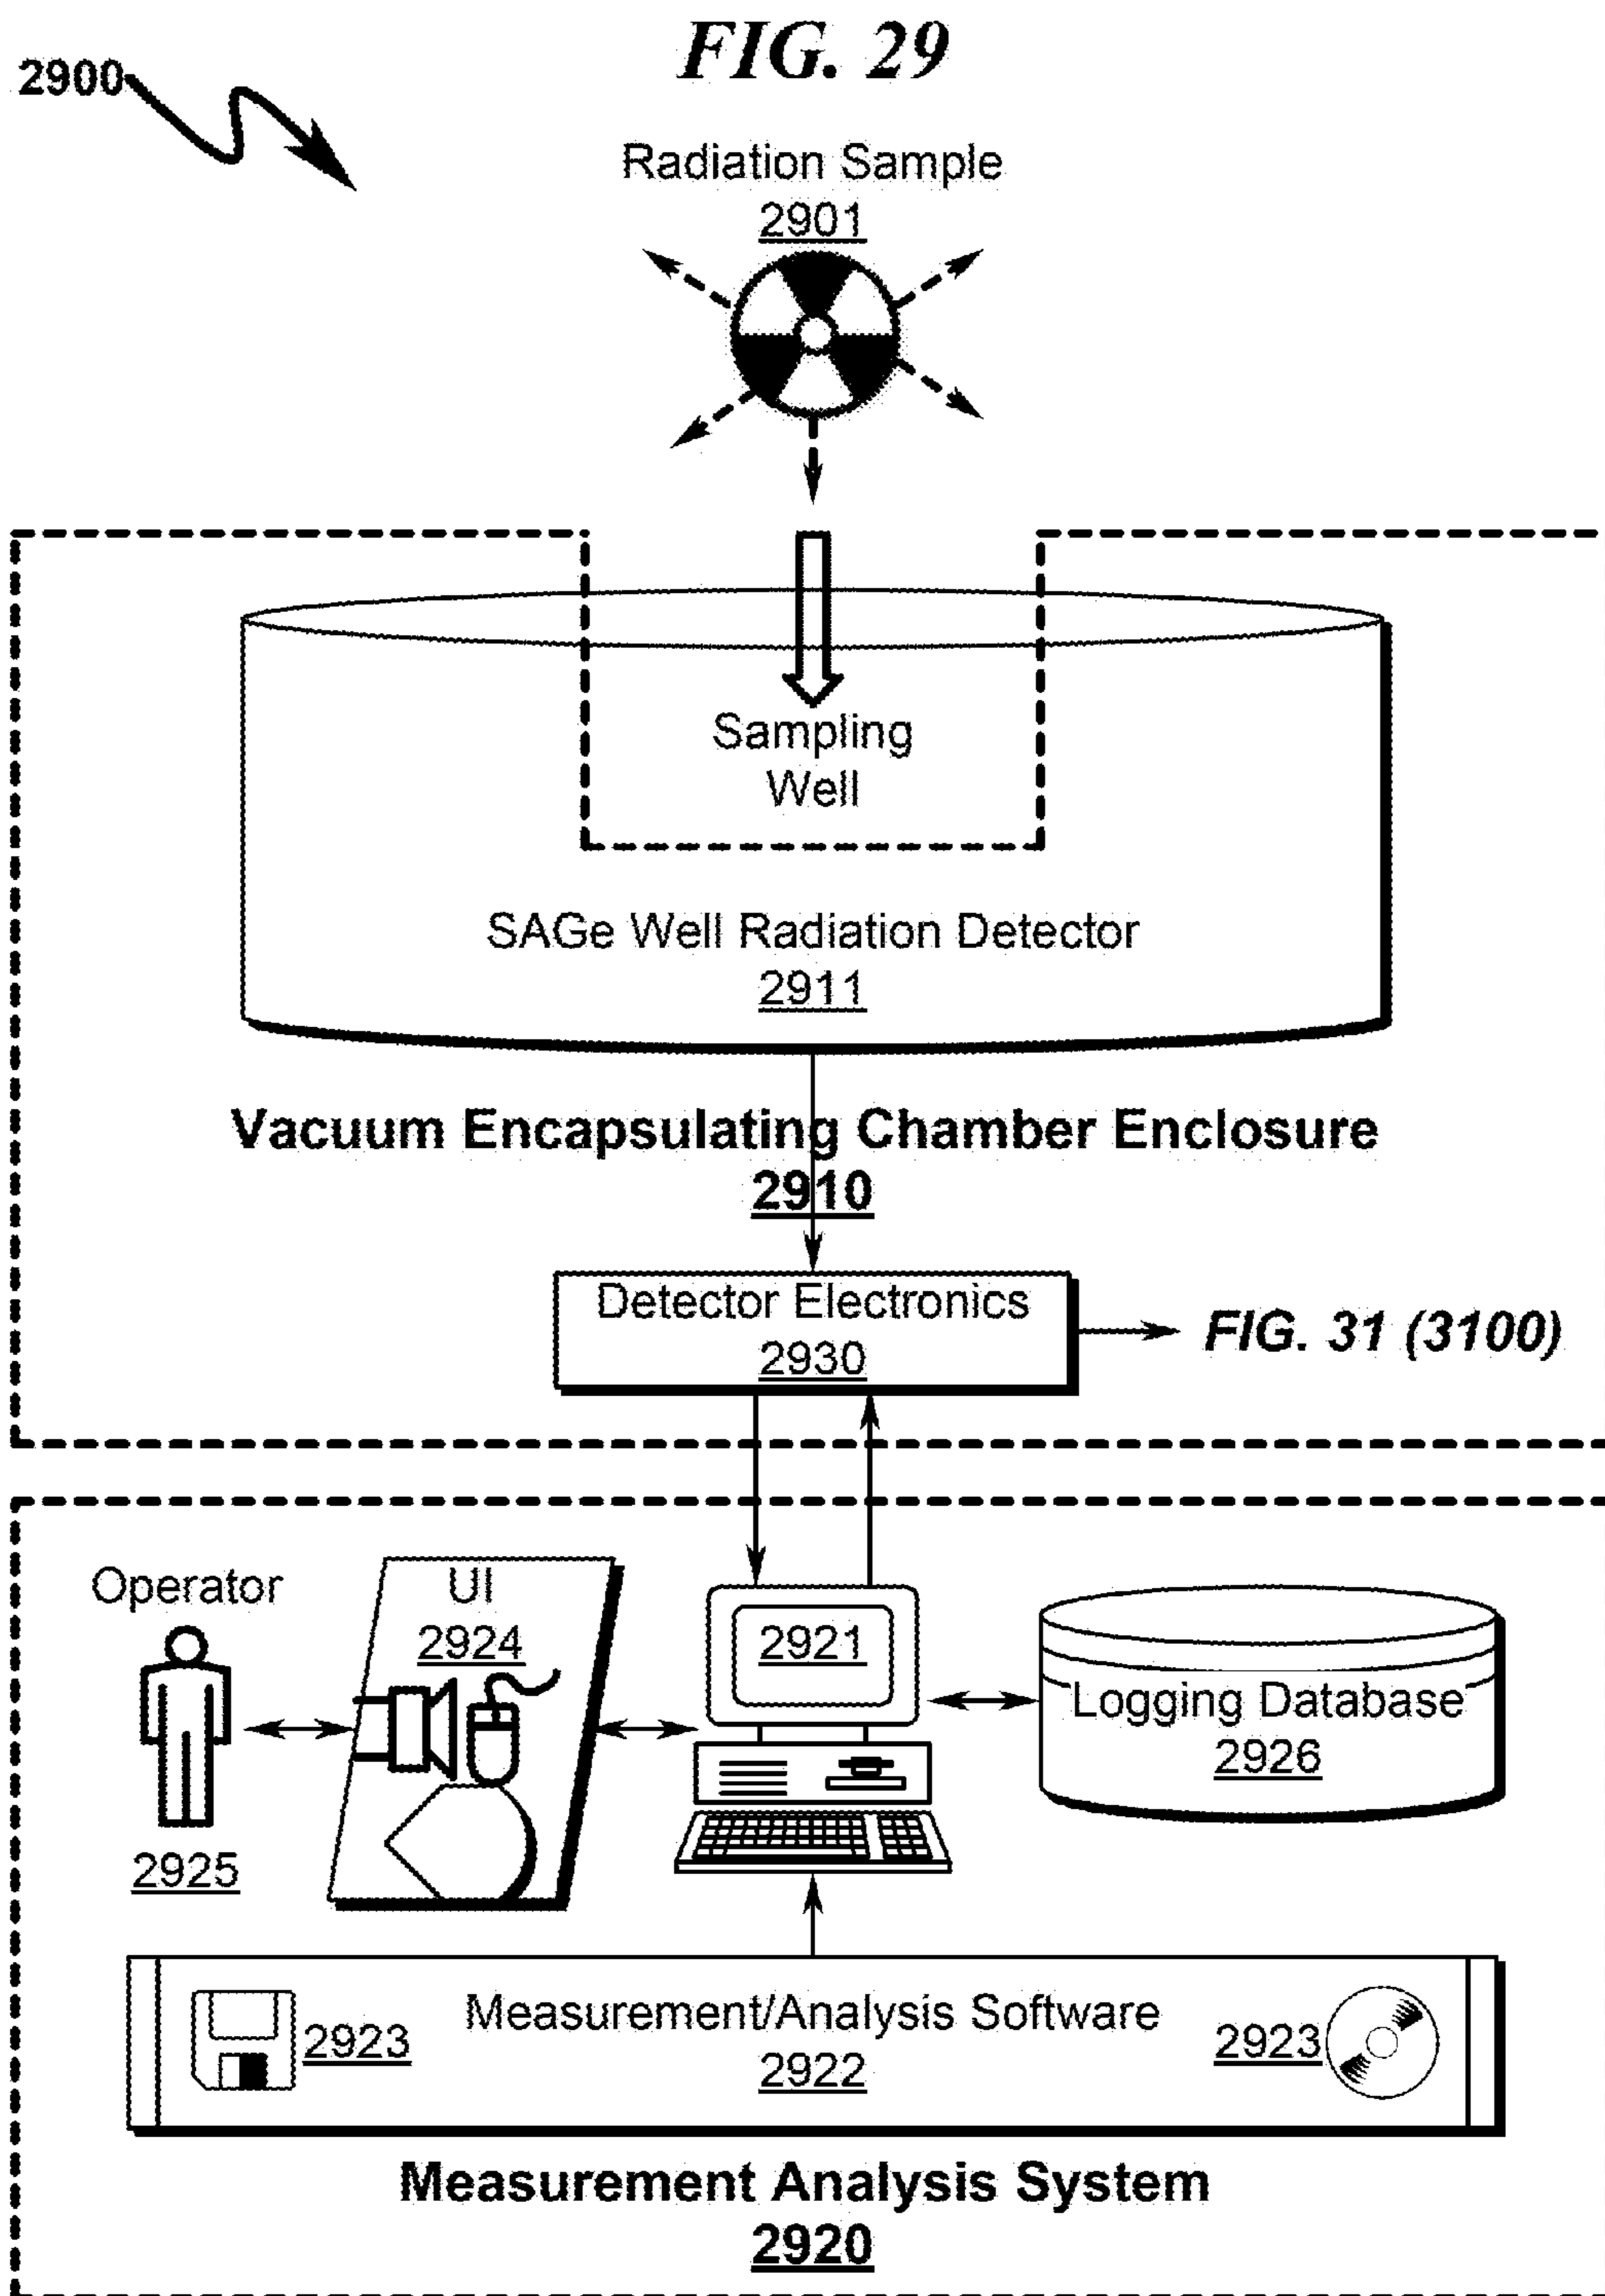 FIG. 29
2900
Radiation Sample
2901
Sampling
Well
SAGe Well Radiation Detector
2911
Vacuum Encapsulating Chamber Enclosure
2910
Detector Electronics
2930
FIG. 31 (3100)
Operator
2925
UI
2924
2921
Logging Database
2926
2923
Measurement/Analysis Software
2922
2923
Measurement Analysis System
2920